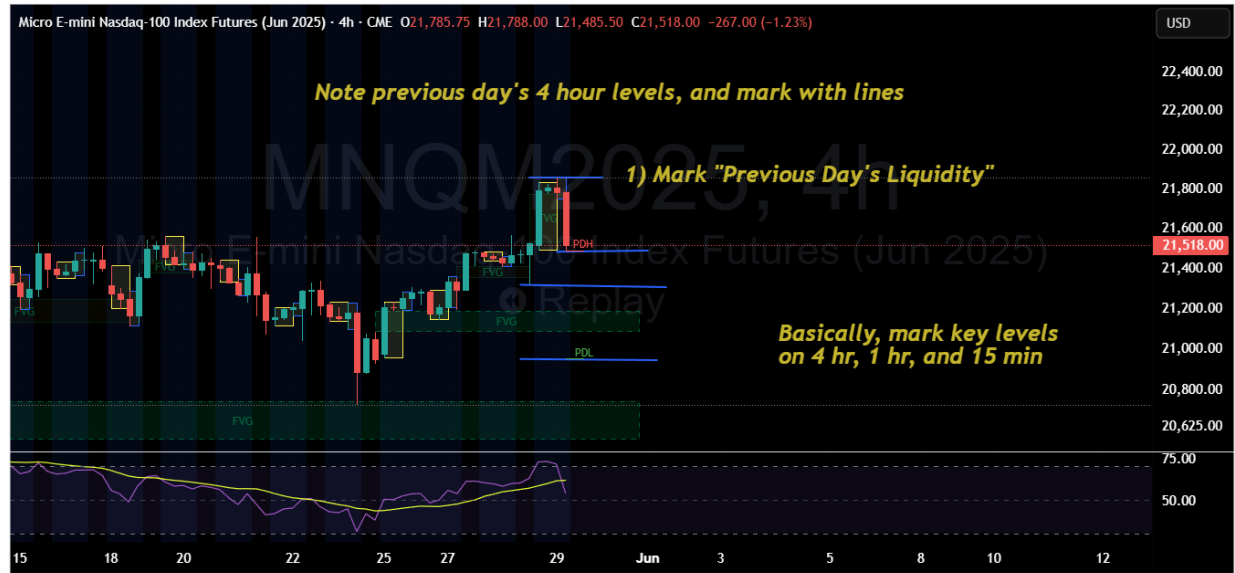 Micro E-mini Nasdaq-100 Index Futures (Jun 2025) · 4h · CME O21,785.75 H21,788.00 L21,485.50 C21,518.00 −267.00 (−1.23%)
USD
22,400.00
Note previous day's 4 hour levels, and mark with lines
22,200.00
MNQM2025, 4h
22,000.00
1) Mark "Previous Day's Liquidity"
21,800.00
FVG
21,600.00
PDH
21,518.00
Micro E-mini Nasdaq-100 Index Futures (Jun 2025)
FVG
FVG
21,400.00
Replay
21,200.00
FVG
FVG
Basically, mark key levels
on 4 hr, 1 hr, and 15 min
21,000.00
PDL
20,800.00
FVG
20,625.00
75.00
50.00
15 18 20 22 25 27 29 Jun 3 5 8 10 12